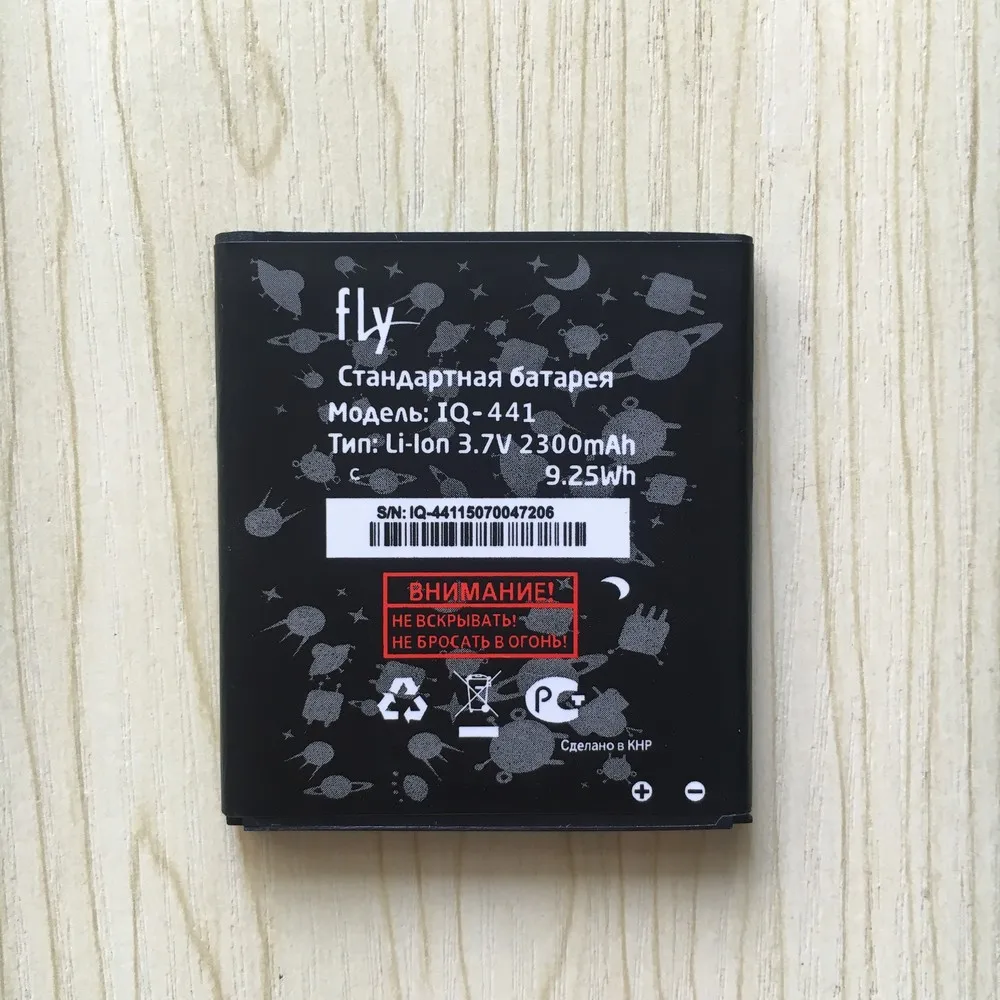 fly
Стандартная батарея
Модель: IQ-441
Тип: Li-Ion 3.7V 2300mAh
С 9.25Wh
S/N: IQ-44115070047206
ВНИМАНИЕ!
НЕ ВСКРЫВАТЬ!
НЕ БРОСАТЬ В ОГОНЬ!
РСТ
Сделано в КНР
+ −